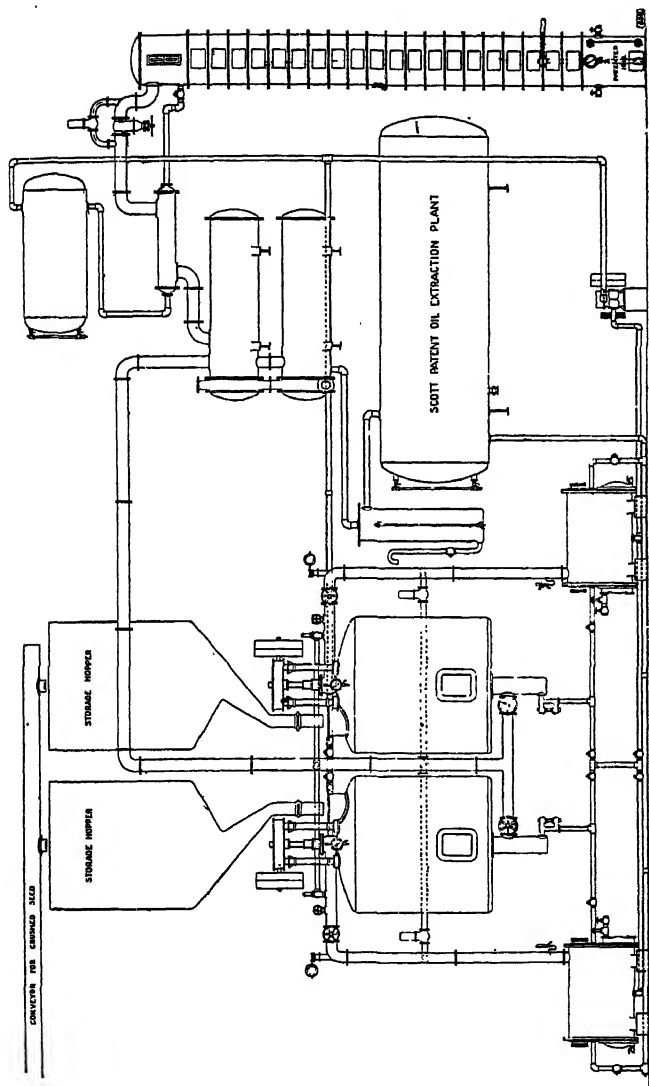 CONVEYOR FOR CRUSHED SEED
STORAGE HOPPER
STORAGE HOPPER
SCOTT PATENT OIL EXTRACTION PLANT